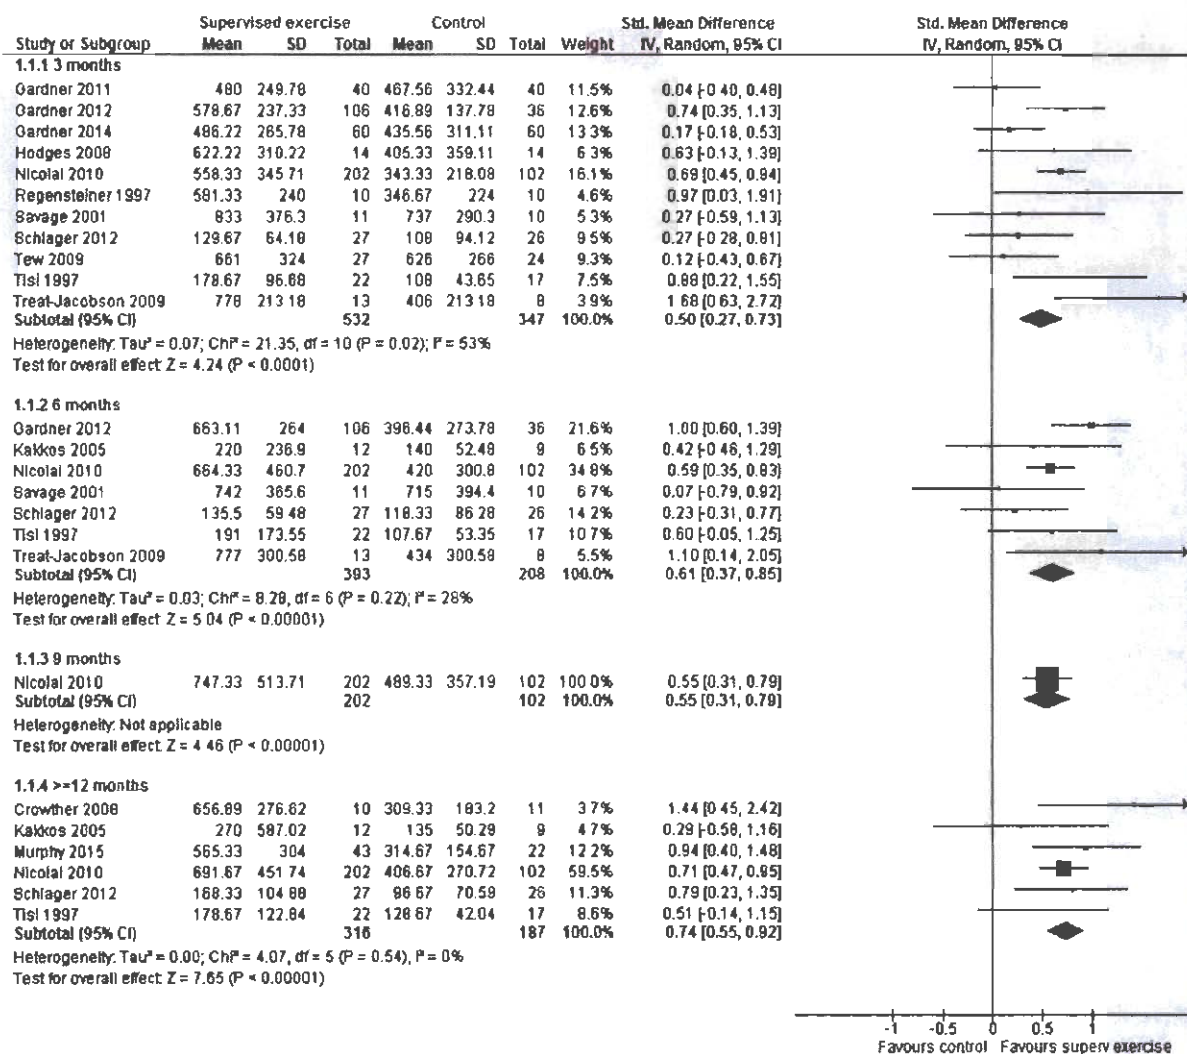 Supervised exercise Control Std. Mean Difference Std. Mean Difference
Study or Subgroup Mean SD Total Mean SD Total Weight IV, Random, 95% CI IV, Random, 95% CI
1.1.1 3 months
Gardner 2011 480 249.78 40 467.56 332.44 40 11.5% 0.04 [-0.40, 0.48]
Gardner 2012 578.67 237.33 106 416.89 137.78 36 12.6% 0.74 [0.35, 1.13]
Gardner 2014 486.22 265.78 60 435.56 311.11 60 13.3% 0.17 [-0.18, 0.53]
Hodges 2008 622.22 310.22 14 405.33 359.11 14 6.3% 0.63 [-0.13, 1.39]
Nicolai 2010 558.33 345.71 202 343.33 218.08 102 16.1% 0.69 [0.45, 0.94]
Regensteiner 1997 581.33 240 10 346.67 224 10 4.6% 0.97 [0.03, 1.91]
Savage 2001 833 376.3 11 737 290.3 10 5.3% 0.27 [-0.59, 1.13]
Schlager 2012 129.67 64.18 27 108 94.12 26 9.5% 0.27 [-0.28, 0.81]
Tew 2009 661 324 27 626 266 24 9.3% 0.12 [-0.43, 0.67]
Tisi 1997 178.67 96.68 22 108 43.65 17 7.5% 0.88 [0.22, 1.55]
Treat-Jacobson 2009 778 213.18 13 406 213.18 8 3.9% 1.68 [0.63, 2.72]
Subtotal (95% CI) 532 347 100.0% 0.50 [0.27, 0.73]
Heterogeneity: Tau² = 0.07; Chi² = 21.35, df = 10 (P = 0.02); I² = 53%
Test for overall effect: Z = 4.24 (P < 0.0001)
1.1.2 6 months
Gardner 2012 663.11 264 106 396.44 273.78 36 21.6% 1.00 [0.60, 1.39]
Kakkos 2005 220 236.9 12 140 52.48 9 6.5% 0.42 [-0.46, 1.29]
Nicolai 2010 664.33 460.7 202 420 300.8 102 34.8% 0.59 [0.35, 0.83]
Savage 2001 742 365.6 11 715 394.4 10 6.7% 0.07 [-0.79, 0.92]
Schlager 2012 135.5 59.48 27 118.33 86.28 26 14.2% 0.23 [-0.31, 0.77]
Tisi 1997 191 173.55 22 107.67 53.35 17 10.7% 0.60 [-0.05, 1.25]
Treat-Jacobson 2009 777 300.58 13 434 300.58 8 5.5% 1.10 [0.14, 2.05]
Subtotal (95% CI) 393 208 100.0% 0.61 [0.37, 0.85]
Heterogeneity: Tau² = 0.03; Chi² = 8.28, df = 6 (P = 0.22); I² = 28%
Test for overall effect: Z = 5.04 (P < 0.00001)
1.1.3 9 months
Nicolai 2010 747.33 513.71 202 489.33 357.19 102 100.0% 0.55 [0.31, 0.79]
Subtotal (95% CI) 202 102 100.0% 0.55 [0.31, 0.79]
Heterogeneity: Not applicable
Test for overall effect: Z = 4.46 (P < 0.00001)
1.1.4 >=12 months
Crowther 2008 656.89 276.62 10 309.33 183.2 11 3.7% 1.44 [0.45, 2.42]
Kakkos 2005 270 587.02 12 135 50.29 9 4.7% 0.29 [-0.58, 1.16]
Murphy 2015 565.33 304 43 314.67 154.67 22 12.2% 0.94 [0.40, 1.48]
Nicolai 2010 691.67 451.74 202 406.67 270.72 102 59.5% 0.71 [0.47, 0.95]
Schlager 2012 168.33 104.88 27 96.67 70.59 26 11.3% 0.79 [0.23, 1.35]
Tisi 1997 178.67 122.84 22 128.67 42.04 17 8.6% 0.51 [-0.14, 1.15]
Subtotal (95% CI) 316 187 100.0% 0.74 [0.55, 0.92]
Heterogeneity: Tau² = 0.00; Chi² = 4.07, df = 5 (P = 0.54), I² = 0%
Test for overall effect: Z = 7.65 (P < 0.00001)
-1 -0.5 0 0.5 1
Favours control Favours superv exercise